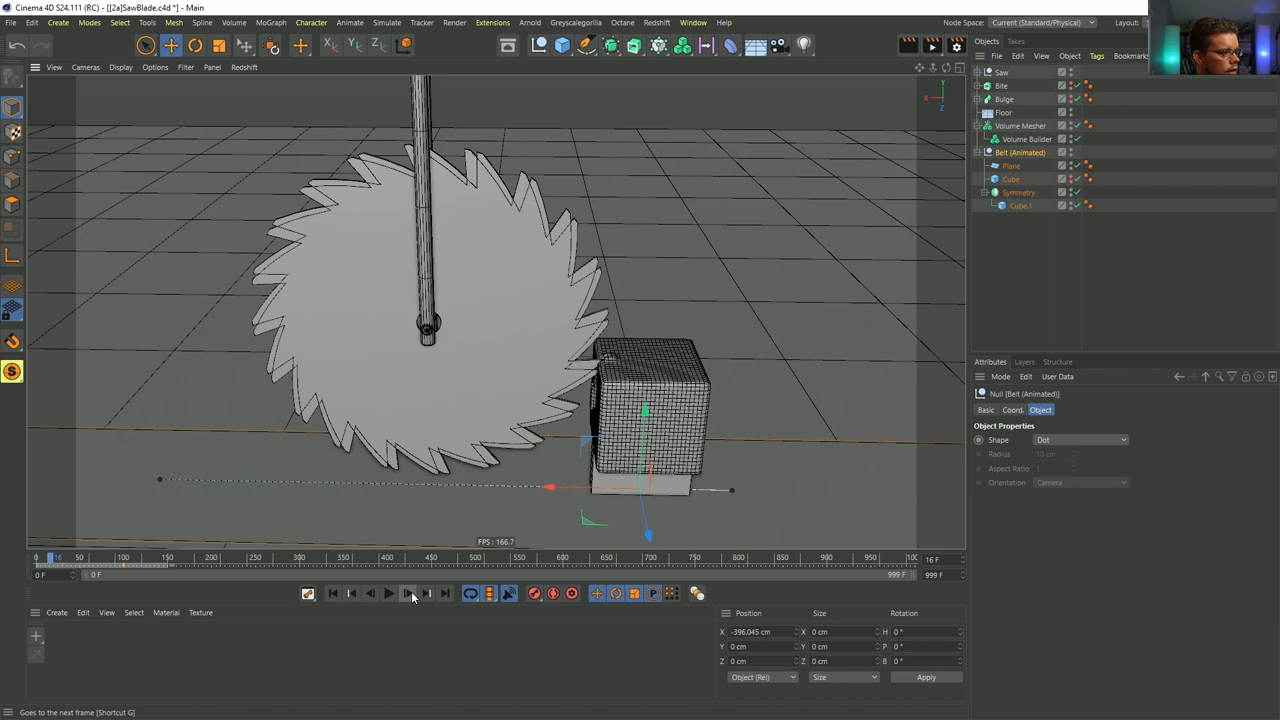 Cinema 4D S24.111 (RC) - [[2a]SawBlade.c4d *] - Main
File Edit Create Modes Select Tools Mesh Spline Volume MoGraph Character Animate Simulate Tracker Render Extensions Arnold Greyscalegorilla Octane Redshift Window Help
Node Space: Current (Standard/Physical) Layout:
X Y Z
Objects Takes
View Cameras Display Options Filter Panel Redshift
File Edit View Object Tags Bookmarks
Saw
Bite
Bulge
Floor
Volume Mesher
Volume Builder
Belt (Animated)
Plane
Cube
Symmetry
Cube.1
Y
X
Z
S
Attributes Layers Structure
Mode Edit User Data
Null [Belt (Animated)]
Basic Coord. Object
Object Properties
Shape Dot
Radius 10 cm
Aspect Ratio 1
Orientation Camera
FPS : 166.7
0 16 50 100 150 200 250 300 350 400 450 500 550 600 650 700 750 800 850 900 950 100 16 F
0 F 0 F 999 F 999 F
P
Create Edit View Select Material Texture
Position Size Rotation
X -396.045 cm X 0 cm H 0 °
Y 0 cm Y 0 cm P 0 °
Z 0 cm Z 0 cm B 0 °
Object (Rel) Size Apply
Goes to the next frame [Shortcut G]